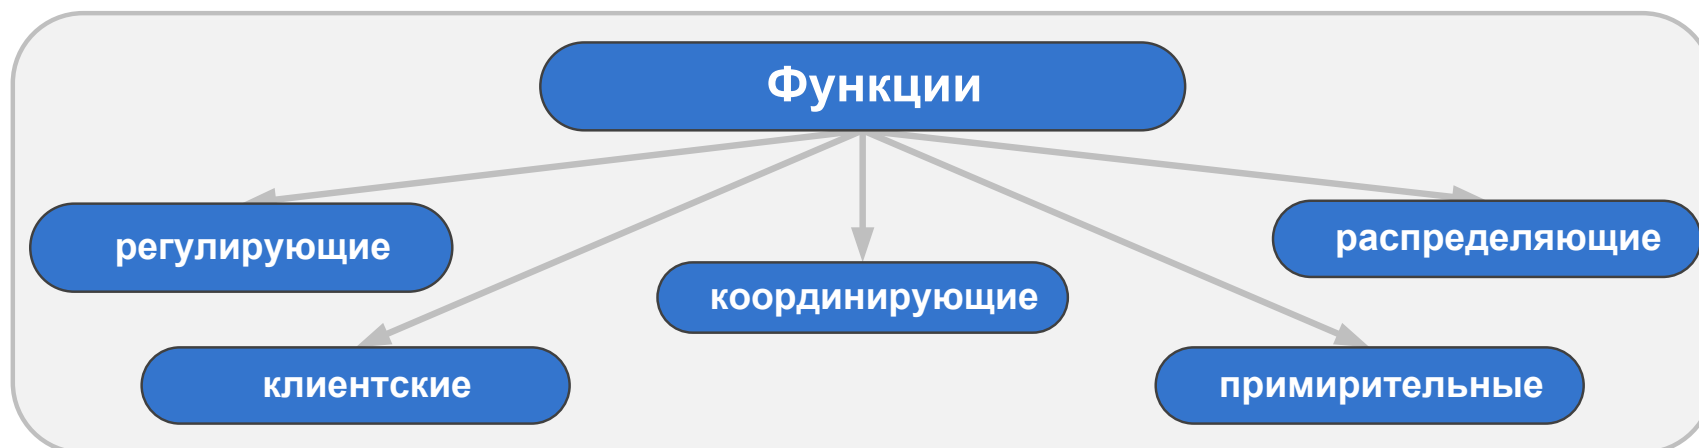 Функции
регулирующие
распределяющие
координирующие
клиентские
примирительные